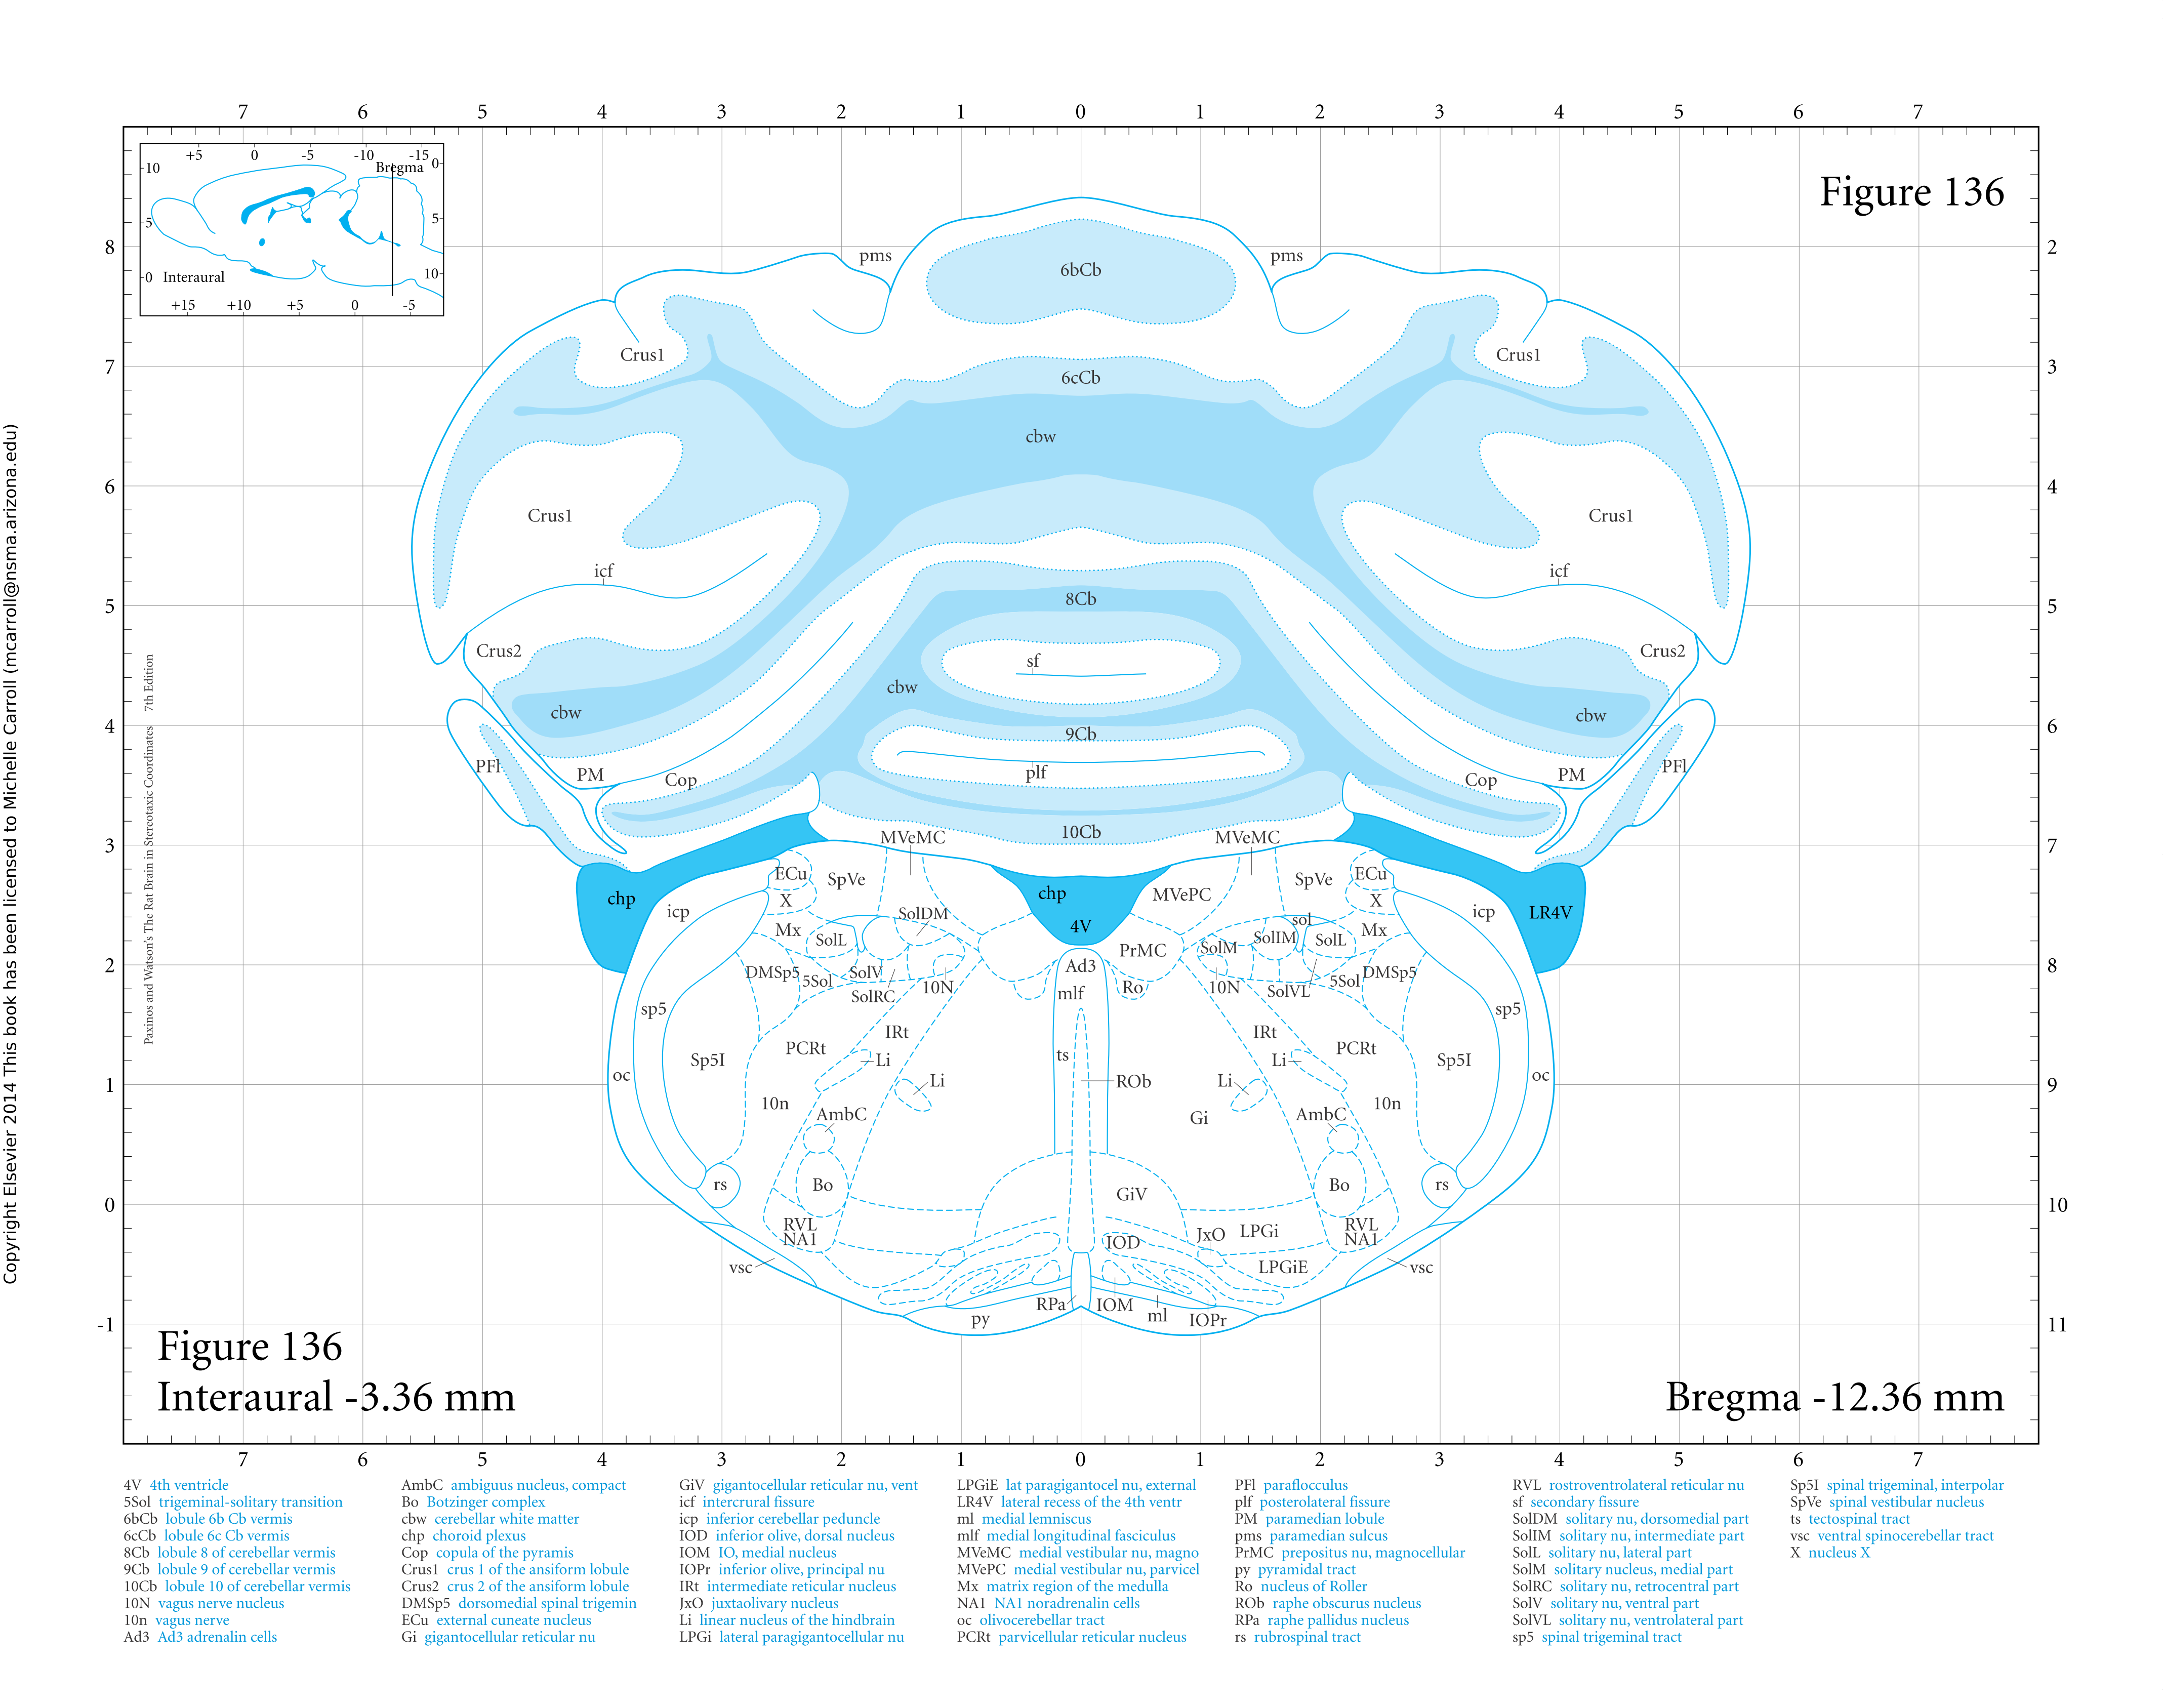 7 6 5 4 3 2 1 0 1 2 3 4 5 6 7
+5 0 -5 -10 -15
Bregma 0
10
-5 5
0 Interaural 10
+15 +10 +5 0 -5
Figure 136
8 2
7 3
6 4
5 5
4 6
3 7
2 8
1 9
0 10
-1 11
pms 6bCb pms
Crus1 6cCb Crus1
cbw
Crus1 Crus1
icf icf
8Cb
Crus2 sf Crus2
cbw cbw cbw
9Cb
PFl PM Cop plf Cop PM PFl
MVeMC 10Cb MVeMC
ECu SpVe SpVe ECu
chp icp X chp MVePC X icp LR4V
SolDM sol
Mx SolL 4V SolM SolIM SolL Mx
PrMC
DMSp5 5Sol SolV Ad3 5Sol DMSp5
SolRC 10N mlf Ro 10N SolVL
sp5 sp5
IRt IRt
PCRt PCRt
Sp5I Li ts Li Sp5I
oc Li ROb Li oc
10n AmbC Gi AmbC 10n
rs Bo GiV Bo rs
RVL LPGi RVL
NA1 IOD JxO NA1
vsc LPGiE vsc
RPa IOM ml IOPr
py
Figure 136
Interaural -3.36 mm
Bregma -12.36 mm
7 6 5 4 3 2 1 0 1 2 3 4 5 6 7
Copyright Elsevier 2014 This book has been licensed to Michelle Carroll (mcarroll@nsma.arizona.edu)
Paxinos and Watson's The Rat Brain in Stereotaxic Coordinates 7th Edition
4V 4th ventricle
5Sol trigeminal-solitary transition
6bCb lobule 6b Cb vermis
6cCb lobule 6c Cb vermis
8Cb lobule 8 of cerebellar vermis
9Cb lobule 9 of cerebellar vermis
10Cb lobule 10 of cerebellar vermis
10N vagus nerve nucleus
10n vagus nerve
Ad3 Ad3 adrenalin cells
AmbC ambiguus nucleus, compact
Bo Botzinger complex
cbw cerebellar white matter
chp choroid plexus
Cop copula of the pyramis
Crus1 crus 1 of the ansiform lobule
Crus2 crus 2 of the ansiform lobule
DMSp5 dorsomedial spinal trigemin
ECu external cuneate nucleus
Gi gigantocellular reticular nu
GiV gigantocellular reticular nu, vent
icf intercrural fissure
icp inferior cerebellar peduncle
IOD inferior olive, dorsal nucleus
IOM IO, medial nucleus
IOPr inferior olive, principal nu
IRt intermediate reticular nucleus
JxO juxtaolivary nucleus
Li linear nucleus of the hindbrain
LPGi lateral paragigantocellular nu
LPGiE lat paragigantocel nu, external
LR4V lateral recess of the 4th ventr
ml medial lemniscus
mlf medial longitudinal fasciculus
MVeMC medial vestibular nu, magno
MVePC medial vestibular nu, parvicel
Mx matrix region of the medulla
NA1 NA1 noradrenalin cells
oc olivocerebellar tract
PCRt parvicellular reticular nucleus
PFl paraflocculus
plf posterolateral fissure
PM paramedian lobule
pms paramedian sulcus
PrMC prepositus nu, magnocellular
py pyramidal tract
Ro nucleus of Roller
ROb raphe obscurus nucleus
RPa raphe pallidus nucleus
rs rubrospinal tract
RVL rostroventrolateral reticular nu
sf secondary fissure
SolDM solitary nu, dorsomedial part
SolIM solitary nu, intermediate part
SolL solitary nu, lateral part
SolM solitary nucleus, medial part
SolRC solitary nu, retrocentral part
SolV solitary nu, ventral part
SolVL solitary nu, ventrolateral part
sp5 spinal trigeminal tract
Sp5I spinal trigeminal, interpolar
SpVe spinal vestibular nucleus
ts tectospinal tract
vsc ventral spinocerebellar tract
X nucleus X